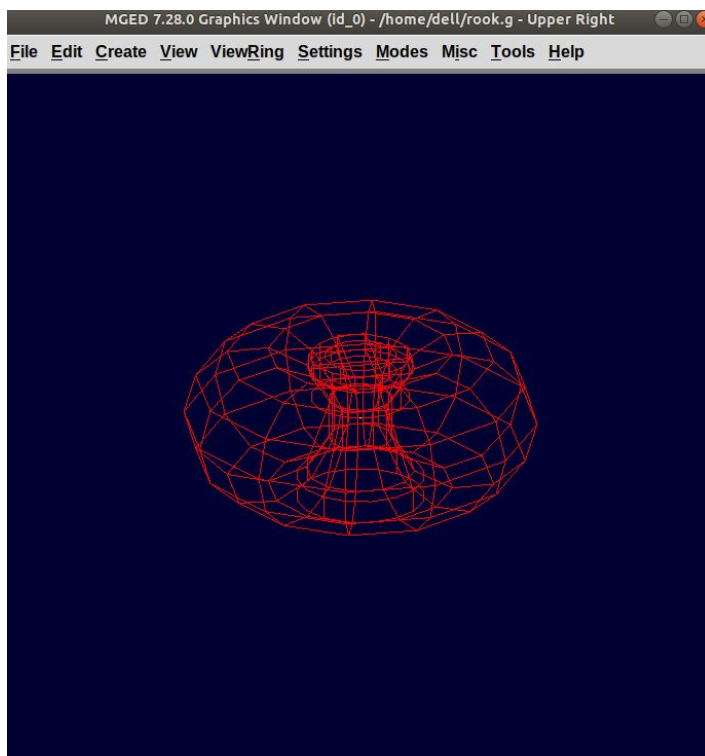 MGED 7.28.0 Graphics Window (id_0) - /home/dell/rook.g - Upper Right
File Edit Create View ViewRing Settings Modes Misc Tools Help